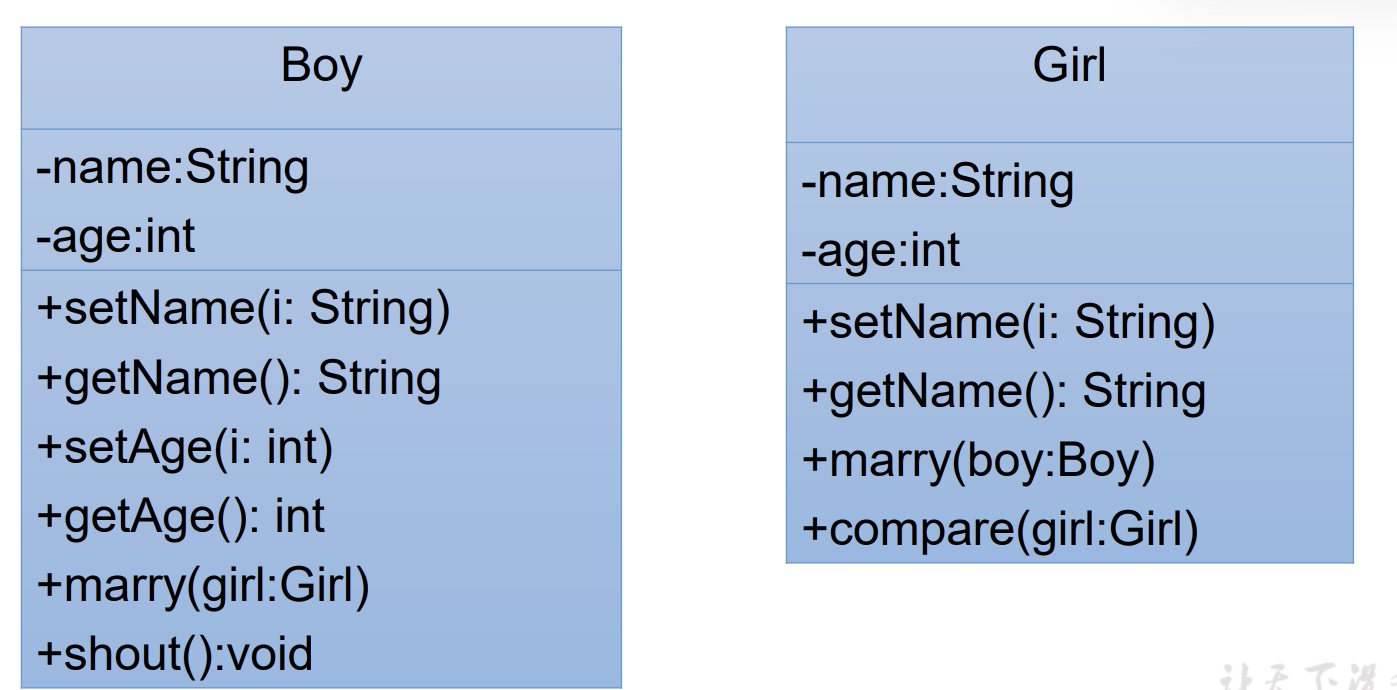 Boy
-name:String
-age:int
+setName(i: String)
+getName(): String
+setAge(i: int)
+getAge(): int
+marry(girl:Girl)
+shout():void
Girl
-name:String
-age:int
+setName(i: String)
+getName(): String
+marry(boy:Boy)
+compare(girl:Girl)
让天下没